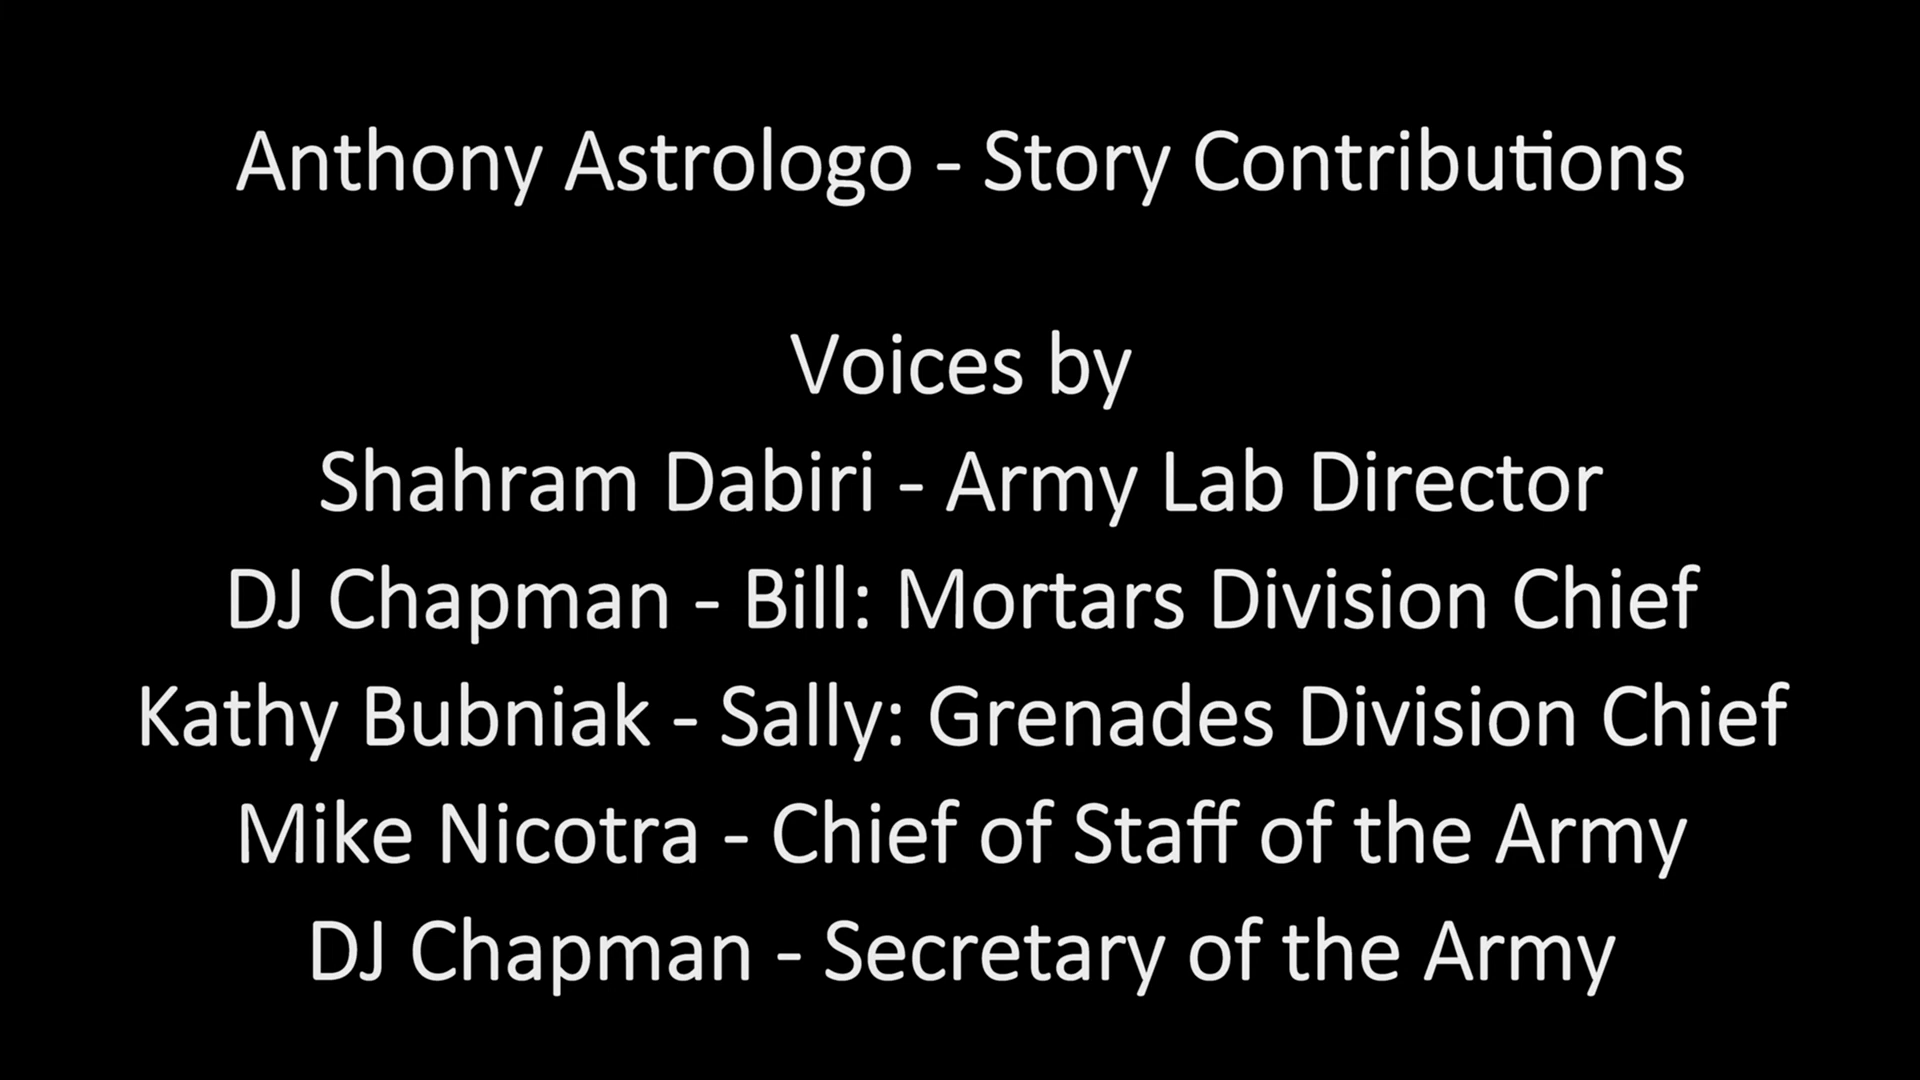 Anthony Astrologo - Story Contributions
Voices by
Shahram Dabiri - Army Lab Director
DJ Chapman - Bill: Mortars Division Chief
Kathy Bubniak - Sally: Grenades Division Chief
Mike Nicotra - Chief of Staff of the Army
DJ Chapman - Secretary of the Army